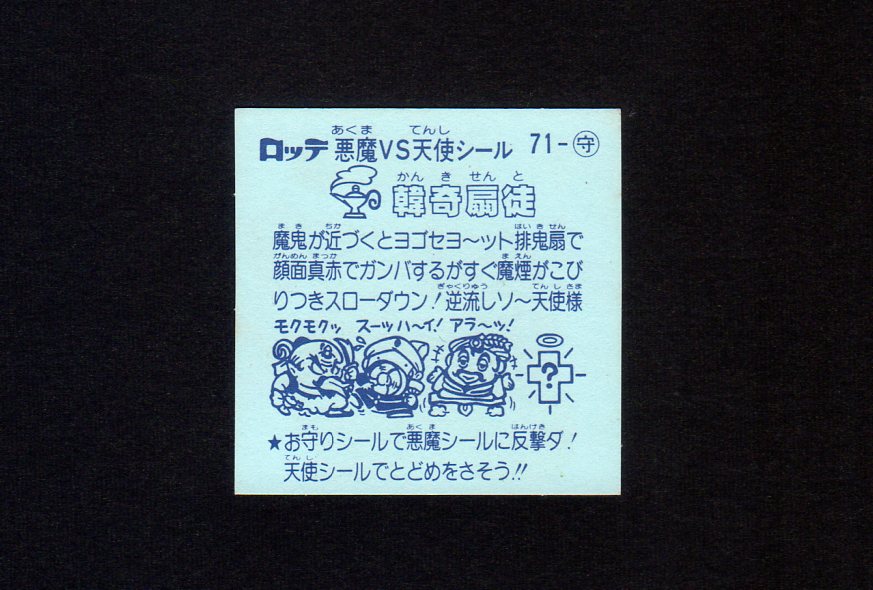 ロッテ 悪魔VS天使シール 71-守
韓奇扇徒
魔鬼が近づくとヨゴセヨ〜ット排鬼扇で
顔面真赤でガンバするがすぐ魔煙がこび
りつきスローダウン!逆流しソ〜天使様
モクモクッ スーッハ〜イ! アラ〜ッ!
?
★お守りシールで悪魔シールに反撃ダ!
天使シールでとどめをさそう!!